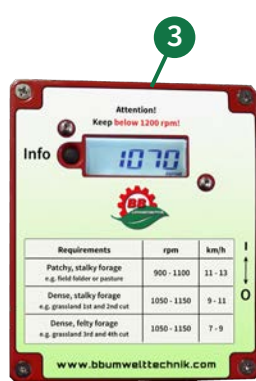 3
Attention!
Keep below 1200 rpm!
Info
1070
BB
UMWELTTECHNIK
Requirements rpm km/h
Patchy, stalky forage
e.g. field folder or pasture 900 - 1100 11 - 13
Dense, stalky forage
e.g. grassland 1st and 2nd cut 1050 - 1150 9 - 11
Dense, felty forage
e.g. grassland 3rd and 4th cut 1050 - 1150 7 - 9
I
O
www.bbumwelttechnik.com